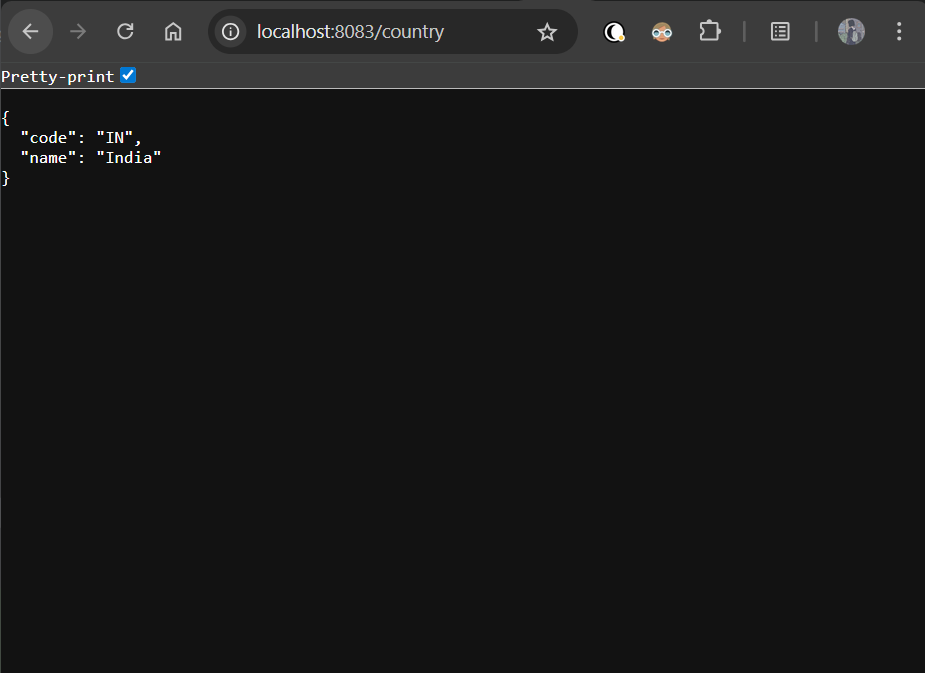 localhost:8083/country
Pretty-print
{
  "code": "IN",
  "name": "India"
}